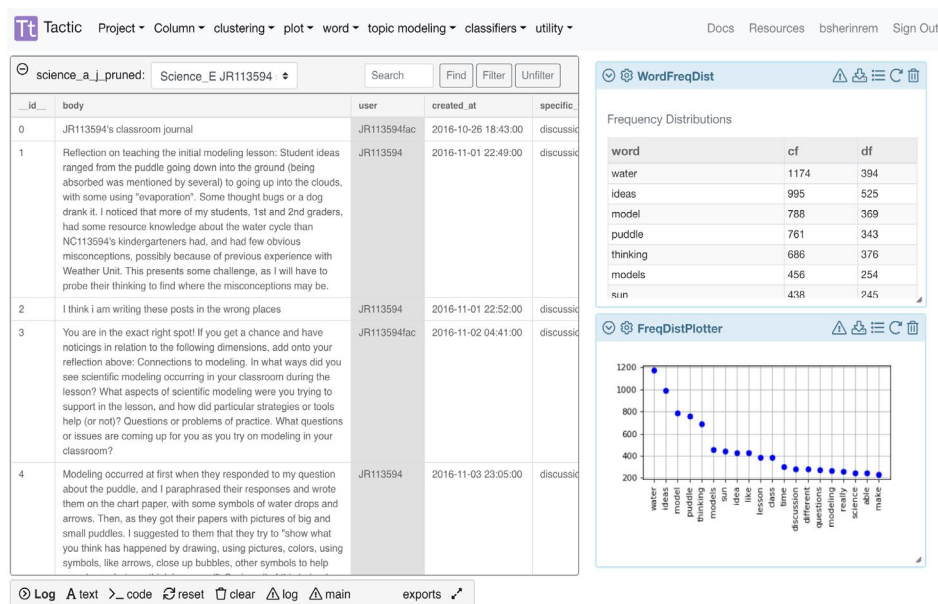 Tt Tactic Project Column clustering plot word topic modeling classifiers utility Docs Resources bsherinrem Sign Out
science_a_j_pruned: Science_E JR113594 Search Find Filter Unfilter
__id__ body user created_at specific_
0 JR113594's classroom journal JR113594fac 2016-10-26 18:43:00 discussic
1 Reflection on teaching the initial modeling lesson: Student ideas JR113594 2016-11-01 22:49:00 discussic
ranged from the puddle going down into the ground (being
absorbed was mentioned by several) to going up into the clouds,
with some using "evaporation". Some thought bugs or a dog
drank it. I noticed that more of my students, 1st and 2nd graders,
had some resource knowledge about the water cycle than
NC113594's kindergarteners had, and had few obvious
misconceptions, possibly because of previous experience with
Weather Unit. This presents some challenge, as I will have to
probe their thinking to find where the misconceptions may be.
2 I think i am writing these posts in the wrong places JR113594 2016-11-01 22:52:00 discussic
3 You are in the exact right spot! If you get a chance and have JR113594fac 2016-11-02 04:41:00 discussic
noticings in relation to the following dimensions, add onto your
reflection above: Connections to modeling. In what ways did you
see scientific modeling occurring in your classroom during the
lesson? What aspects of scientific modeling were you trying to
support in the lesson, and how did particular strategies or tools
help (or not)? Questions or problems of practice. What questions
or issues are coming up for you as you try on modeling in your
classroom?
4 Modeling occurred at first when they responded to my question JR113594 2016-11-03 23:05:00 discussic
about the puddle, and I paraphrased their responses and wrote
them on the chart paper, with some symbols of water drops and
arrows. Then, as they got their papers with pictures of big and
small puddles. I suggested to them that they try to "show what
you think has happened by drawing, using pictures, colors, using
symbols, like arrows, close up bubbles, other symbols to help
Log A text >_ code reset clear log main exports
WordFreqDist
Frequency Distributions
word cf df
water 1174 394
ideas 995 525
model 788 369
puddle 761 343
thinking 686 376
models 456 254
sun 438 245
FreqDistPlotter
1200
1000
800
600
400
200
water ideas model puddle thinking models sun idea like lesson class time discussion different questions modeling really science able make